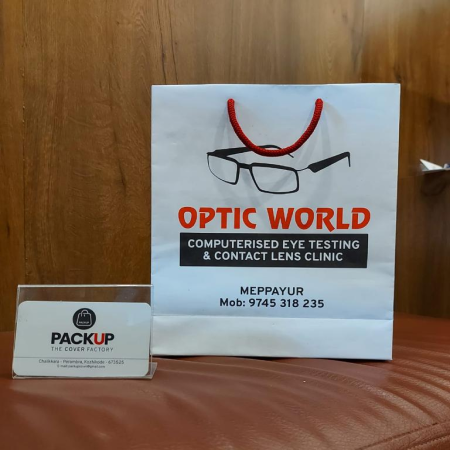 OPTIC WORLD
COMPUTERISED EYE TESTING
& CONTACT LENS CLINIC
MEPPAYUR
Mob: 9745 318 235
PACKUP
THE COVER FACTORY